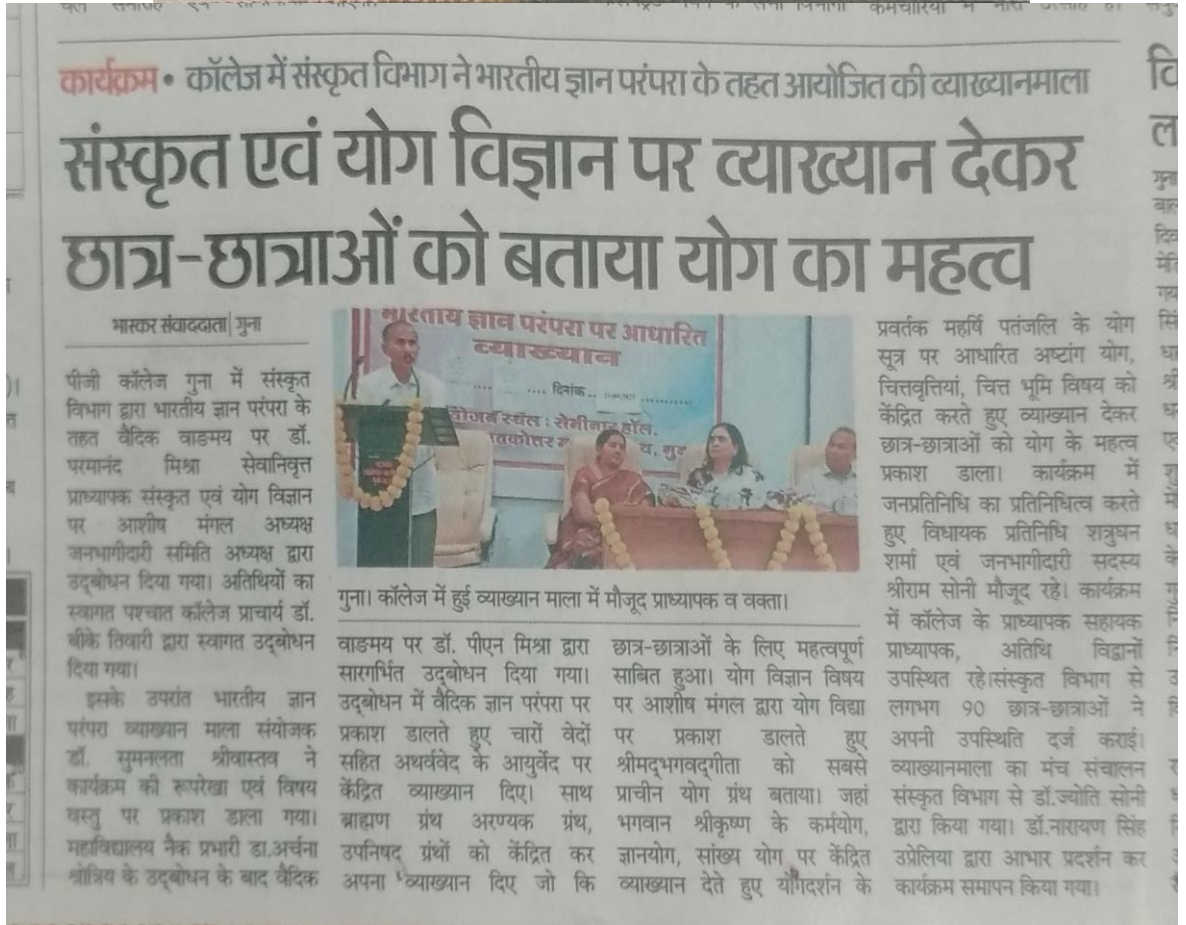 कार्यक्रम • कॉलेज में संस्कृत विभाग ने भारतीय ज्ञान परंपरा के तहत आयोजित की व्याख्यानमाला
संस्कृत एवं योग विज्ञान पर व्याख्यान देकर
छात्र-छात्राओं को बताया योग का महत्व
भास्कर संवाददाता | गुना
पीजी कॉलेज गुना में संस्कृत
विभाग द्वारा भारतीय ज्ञान परंपरा के
तहत वैदिक वाङमय पर डॉ.
परमानंद मिश्रा सेवानिवृत्त
प्राध्यापक संस्कृत एवं योग विज्ञान
पर आशीष मंगल अध्यक्ष
जनभागीदारी समिति अध्यक्ष द्वारा
उद्बोधन दिया गया। अतिथियों का
स्वागत पश्चात कॉलेज प्राचार्य डॉ.
बीके तिवारी द्वारा स्वागत उद्बोधन
दिया गया।
इसके उपरांत भारतीय ज्ञान
परंपरा व्याख्यान माला संयोजक
डॉ. सुमनलता श्रीवास्तव ने
कार्यक्रम की रूपरेखा एवं विषय
वस्तु पर प्रकाश डाला गया।
महाविद्यालय नैक प्रभारी डा.अर्चना
श्रोत्रिय के उद्बोधन के बाद वैदिक
भारतीय ज्ञान परंपरा पर आधारित
व्याख्यान
दिनांक
सेमीनार हॉल,
गुना। कॉलेज में हुई व्याख्यान माला में मौजूद प्राध्यापक व वक्ता।
वाङमय पर डॉ. पीएन मिश्रा द्वारा
सारगर्भित उद्बोधन दिया गया।
उद्बोधन में वैदिक ज्ञान परंपरा पर
प्रकाश डालते हुए चारों वेदों
सहित अथर्ववेद के आयुर्वेद पर
केंद्रित व्याख्यान दिए। साथ
ब्राह्मण ग्रंथ अरण्यक ग्रंथ,
उपनिषद ग्रंथों को केंद्रित कर
अपना व्याख्यान दिए जो कि
छात्र-छात्राओं के लिए महत्वपूर्ण
साबित हुआ। योग विज्ञान विषय
पर आशीष मंगल द्वारा योग विद्या
पर प्रकाश डालते हुए
श्रीमद्भगवद्गीता को सबसे
प्राचीन योग ग्रंथ बताया। जहां
भगवान श्रीकृष्ण के कर्मयोग,
ज्ञानयोग, सांख्य योग पर केंद्रित
व्याख्यान देते हुए योगदर्शन के
प्रवर्तक महर्षि पतंजलि के योग
सूत्र पर आधारित अष्टांग योग,
चित्तवृत्तियां, चित्त भूमि विषय को
केंद्रित करते हुए व्याख्यान देकर
छात्र-छात्राओं को योग के महत्व
प्रकाश डाला। कार्यक्रम में
जनप्रतिनिधि का प्रतिनिधित्व करते
हुए विधायक प्रतिनिधि शत्रुघन
शर्मा एवं जनभागीदारी सदस्य
श्रीराम सोनी मौजूद रहे। कार्यक्रम
में कॉलेज के प्राध्यापक सहायक
प्राध्यापक, अतिथि विद्वानों
उपस्थित रहे।संस्कृत विभाग से
लगभग 90 छात्र-छात्राओं ने
अपनी उपस्थिति दर्ज कराई।
व्याख्यानमाला का मंच संचालन
संस्कृत विभाग से डॉ.ज्योति सोनी
द्वारा किया गया। डॉ.नारायण सिंह
उप्रेलिया द्वारा आभार प्रदर्शन कर
कार्यक्रम समापन किया गया।